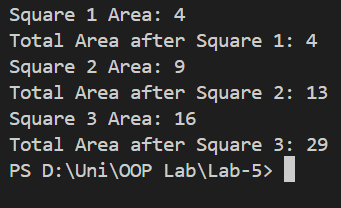 Square 1 Area: 4
Total Area after Square 1: 4
Square 2 Area: 9
Total Area after Square 2: 13
Square 3 Area: 16
Total Area after Square 3: 29
PS D:\Uni\OOP Lab\Lab-5>